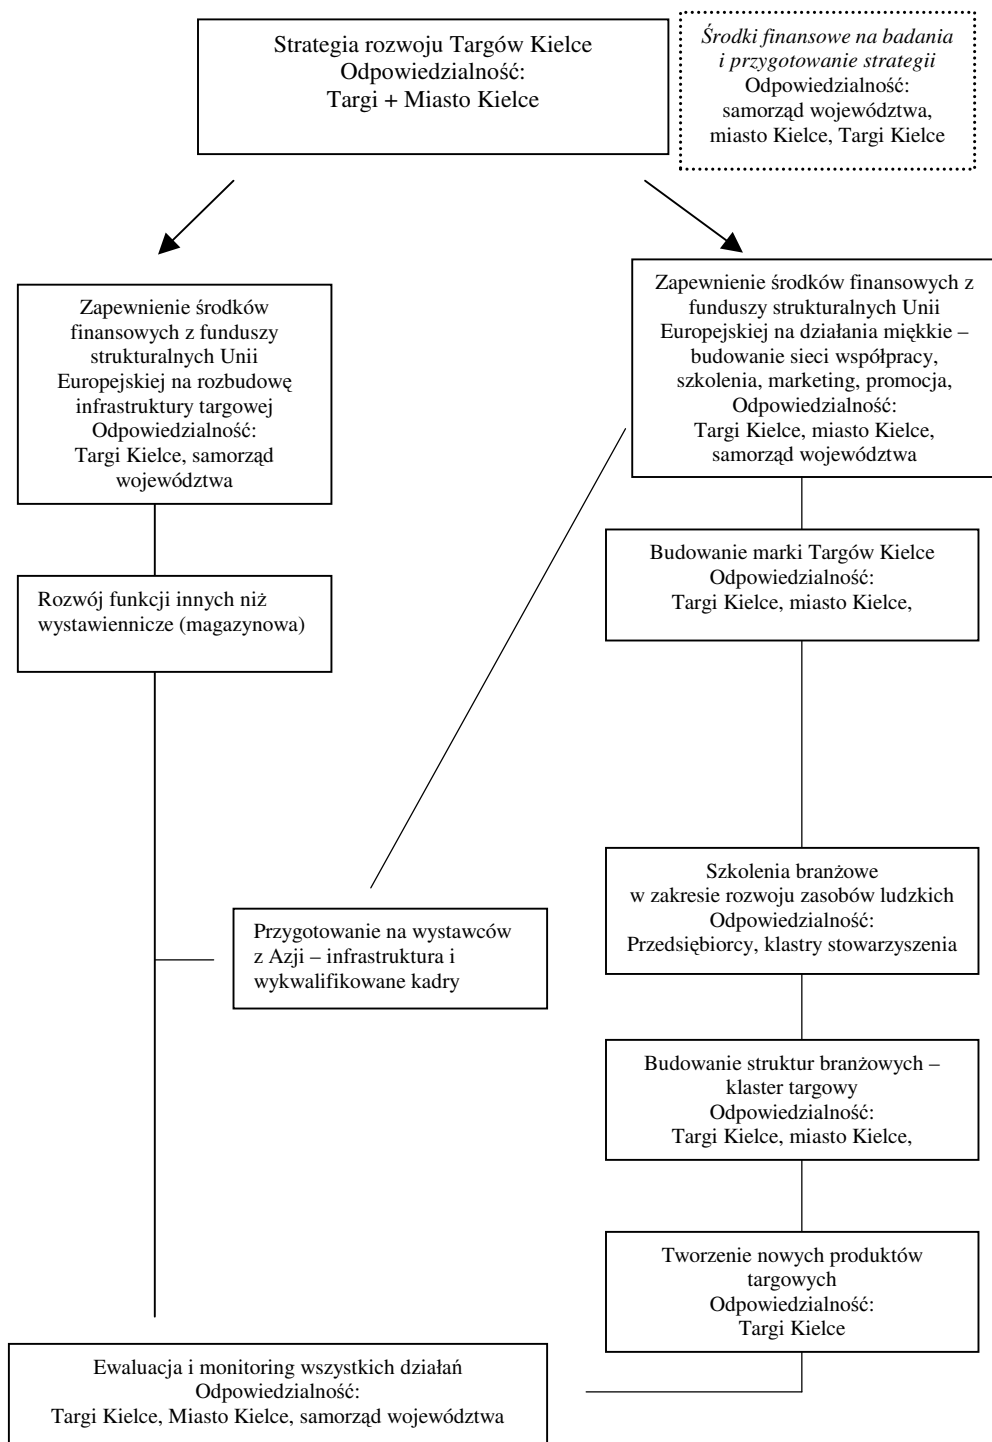 Strategia rozwoju Targów Kielce
Odpowiedzialność:
Targi + Miasto Kielce
Środki finansowe na badania
i przygotowanie strategii
Odpowiedzialność:
samorząd województwa,
miasto Kielce, Targi Kielce
Zapewnienie środków
finansowych z funduszy
strukturalnych Unii
Europejskiej na rozbudowę
infrastruktury targowej
Odpowiedzialność:
Targi Kielce, samorząd
województwa
Zapewnienie środków finansowych z
funduszy strukturalnych Unii
Europejskiej na działania miękkie –
budowanie sieci współpracy,
szkolenia, marketing, promocja,
Odpowiedzialność:
Targi Kielce, miasto Kielce,
samorząd województwa
Rozwój funkcji innych niż
wystawiennicze (magazynowa)
Budowanie marki Targów Kielce
Odpowiedzialność:
Targi Kielce, miasto Kielce,
Przygotowanie na wystawców
z Azji – infrastruktura i
wykwalifikowane kadry
Szkolenia branżowe
w zakresie rozwoju zasobów ludzkich
Odpowiedzialność:
Przedsiębiorcy, klastry stowarzyszenia
Budowanie struktur branżowych –
klaster targowy
Odpowiedzialność:
Targi Kielce, miasto Kielce,
Tworzenie nowych produktów
targowych
Odpowiedzialność:
Targi Kielce
Ewaluacja i monitoring wszystkich działań
Odpowiedzialność:
Targi Kielce, Miasto Kielce, samorząd województwa